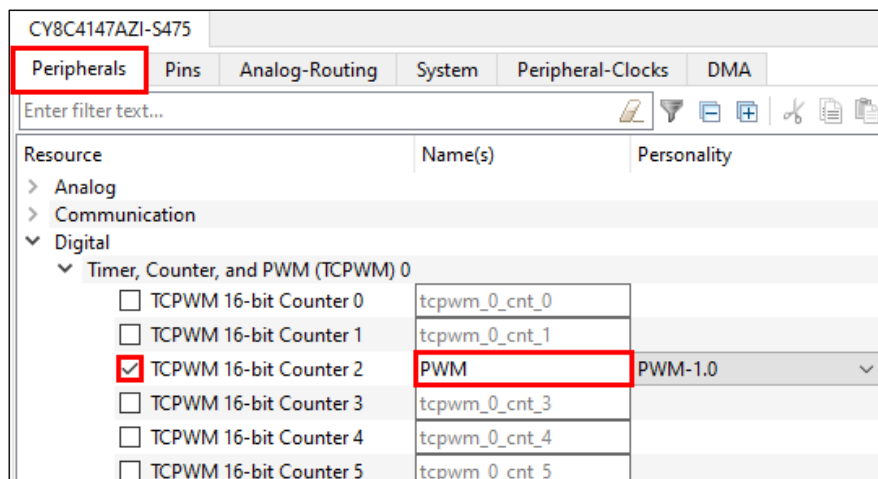 CY8C4147AZI-S475
Peripherals Pins Analog-Routing System Peripheral-Clocks DMA
Enter filter text...
Resource Name(s) Personality
Analog
Communication
Digital
Timer, Counter, and PWM (TCPWM) 0
TCPWM 16-bit Counter 0 tcpwm_0_cnt_0
TCPWM 16-bit Counter 1 tcpwm_0_cnt_1
TCPWM 16-bit Counter 2 PWM PWM-1.0
TCPWM 16-bit Counter 3 tcpwm_0_cnt_3
TCPWM 16-bit Counter 4 tcpwm_0_cnt_4
TCPWM 16-bit Counter 5 tcpwm_0_cnt_5